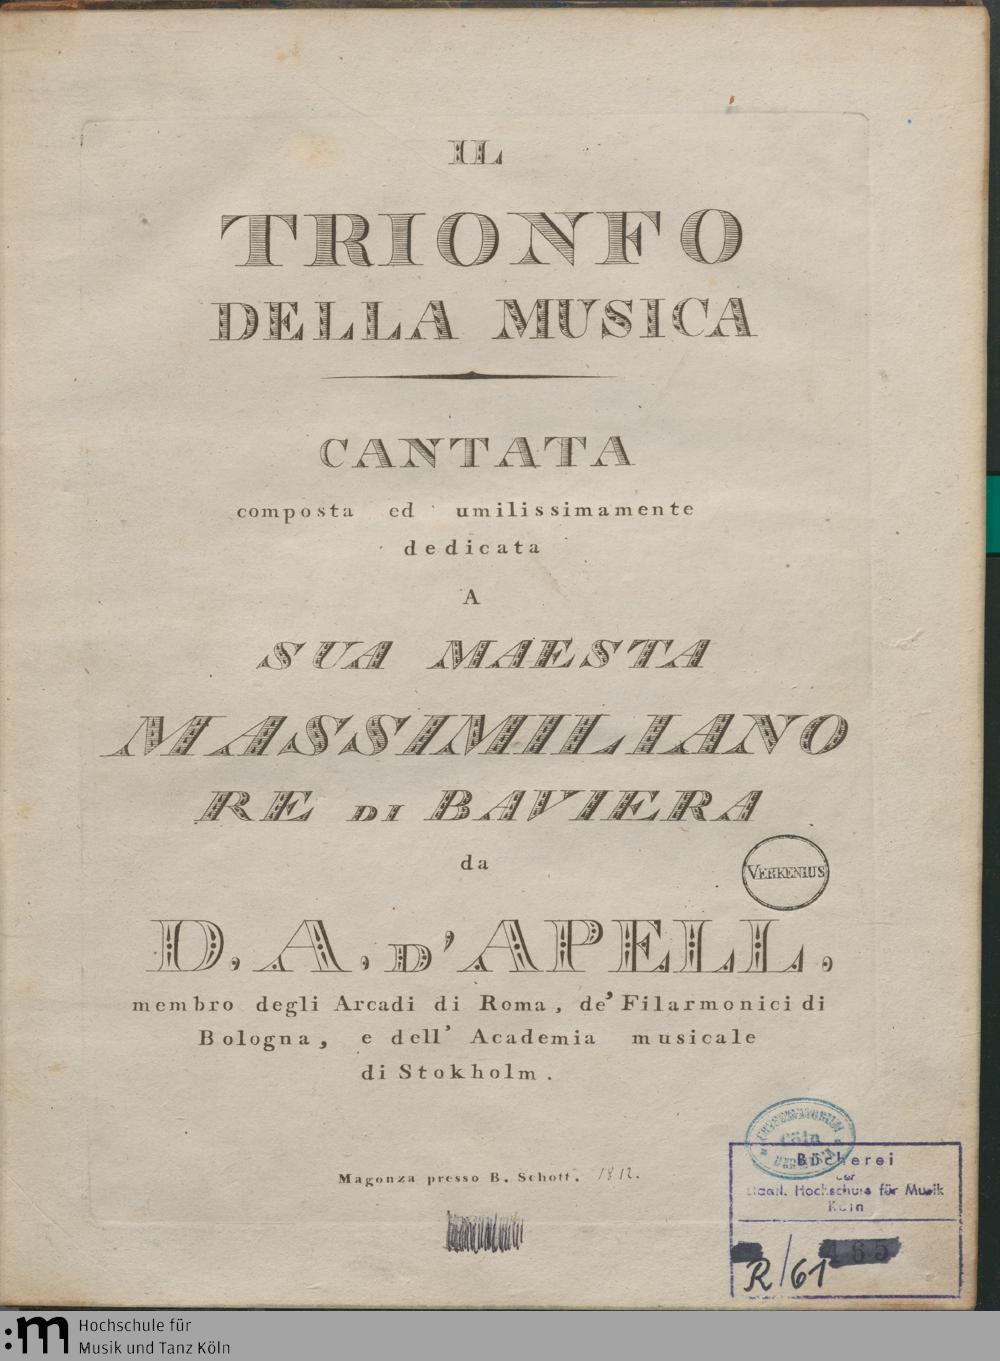 IL
TRIONFO
DELLA MUSICA
CANTATA
composta ed umilissimamente
dedicata
A
SUA MAESTA
MASSIMILIANO
RE DI BAVIERA
da
VERKENIUS
D. A. D'APELL,
membro degli Arcadi di Roma, de' Filarmonici di
Bologna, e dell' Academia musicale
di Stokholm.
Magonza presso B. Schott. 1812.
Cöln
Bücherei
der
staatl. Hochschule für Musik
Köln
465
R/61
:m Hochschule für
Musik und Tanz Köln